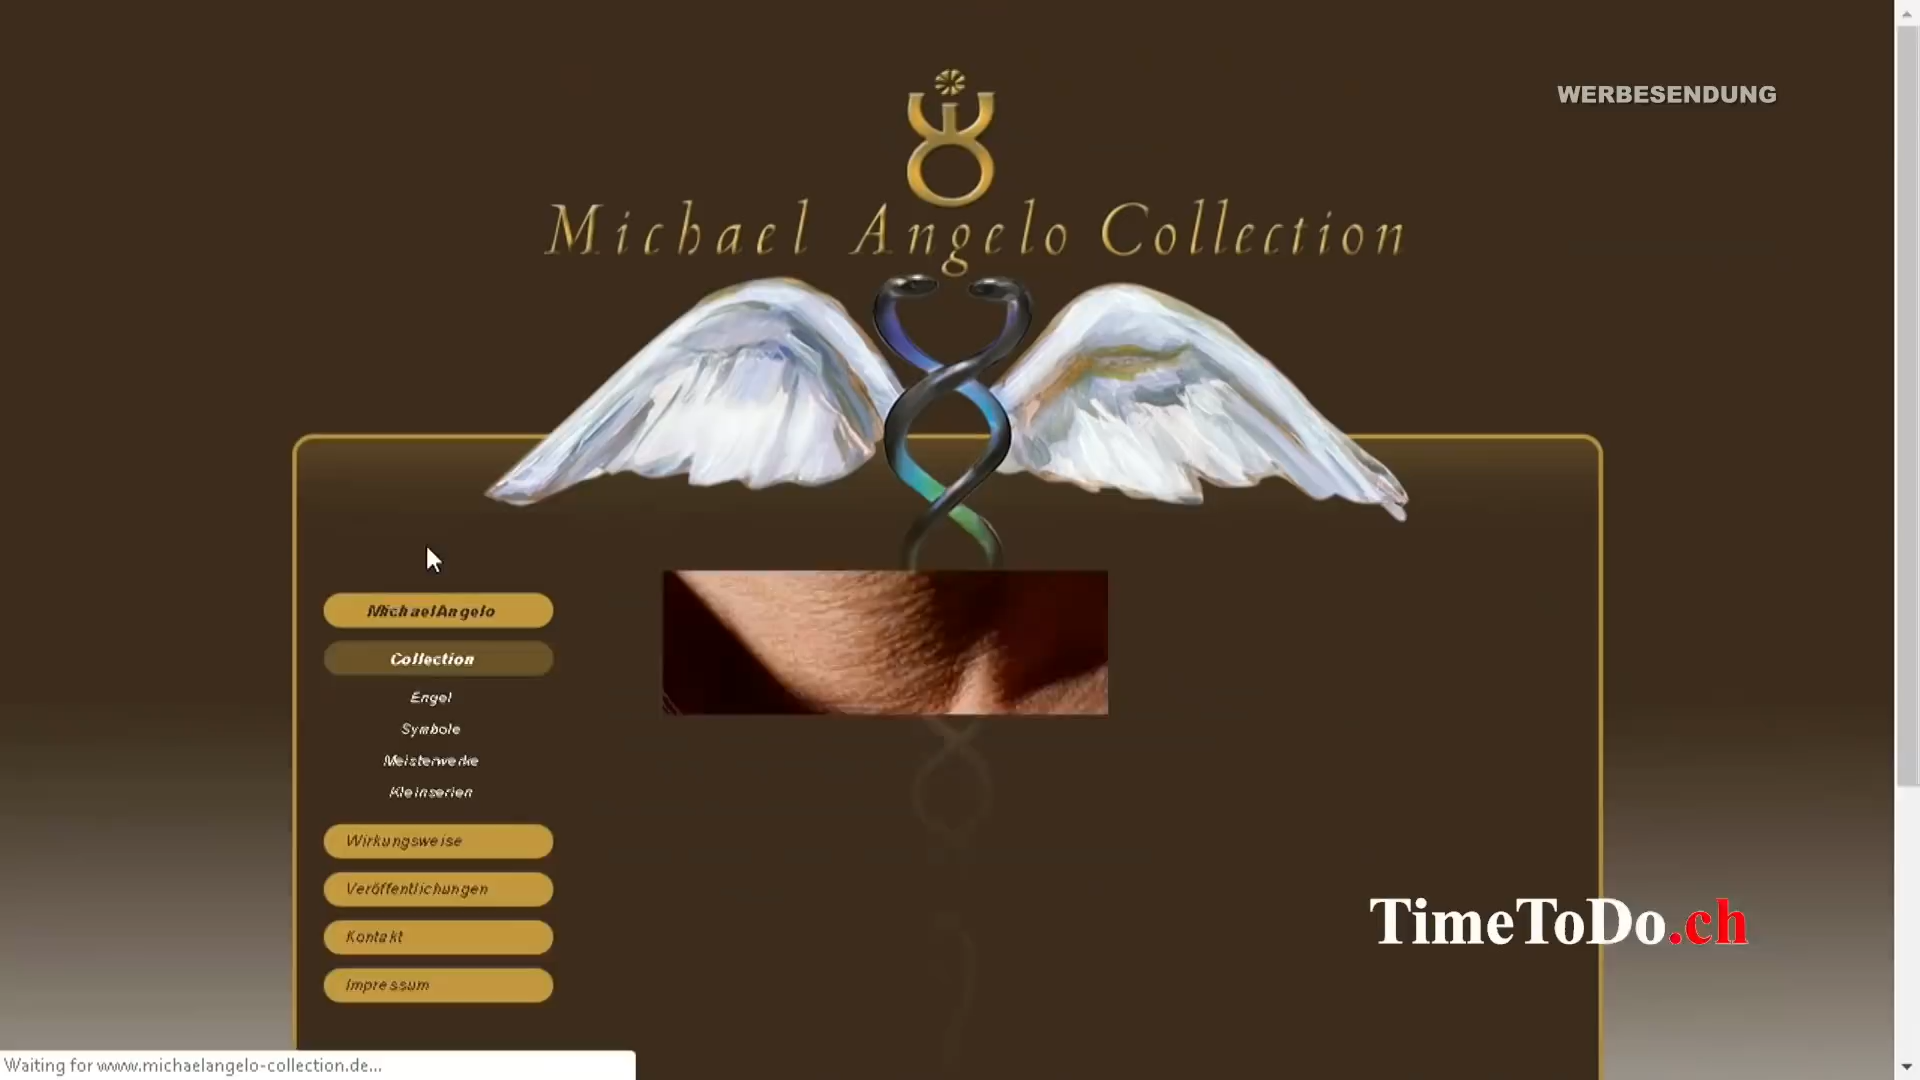 WERBESENDUNG
Michael Angelo Collection
MichaelAngelo
Collection
Engel
Symbole
Meisterwerke
Kleinserien
Wirkungsweise
Veröffentlichungen
Kontakt
Impressum
TimeToDo.ch
Waiting for www.michaelangelo-collection.de...